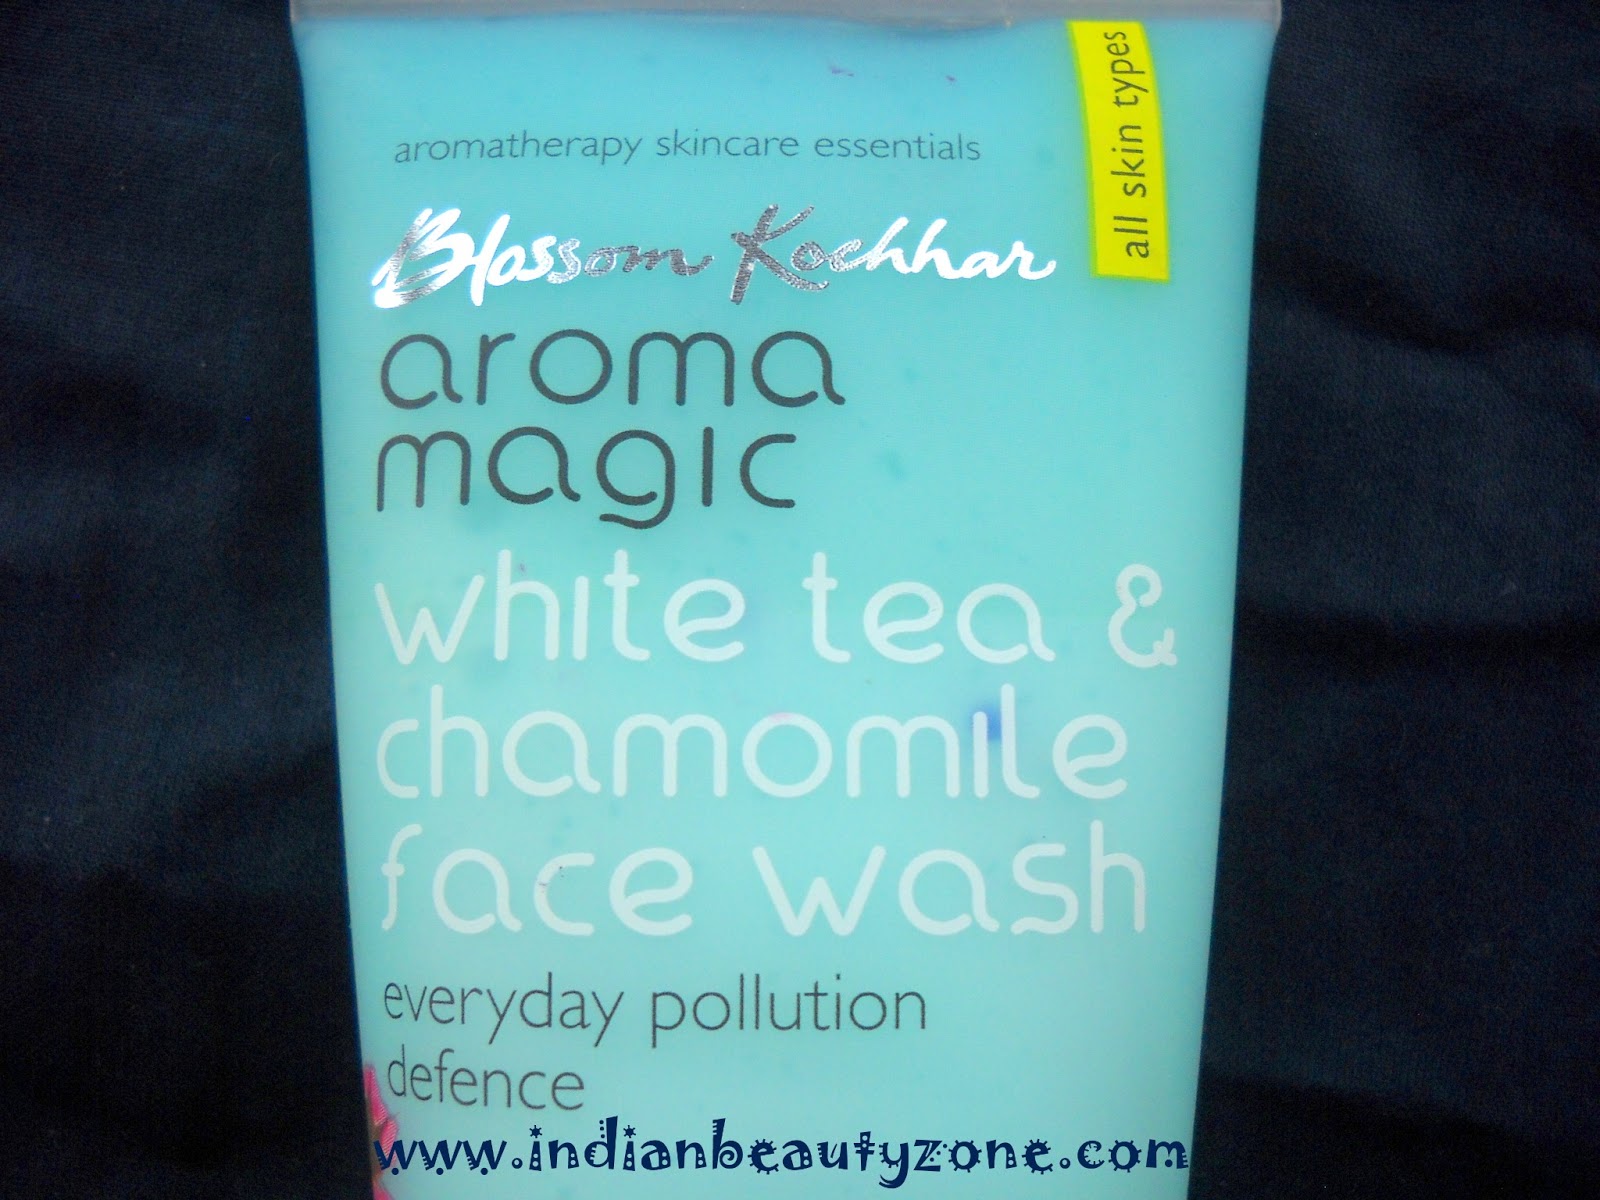 aromatherapy skincare essentials
all skin types
Blossom Kochhar
aroma
magic
white tea &
chamomile
face wash
everyday pollution
defence
www.indianbeautyzone.com